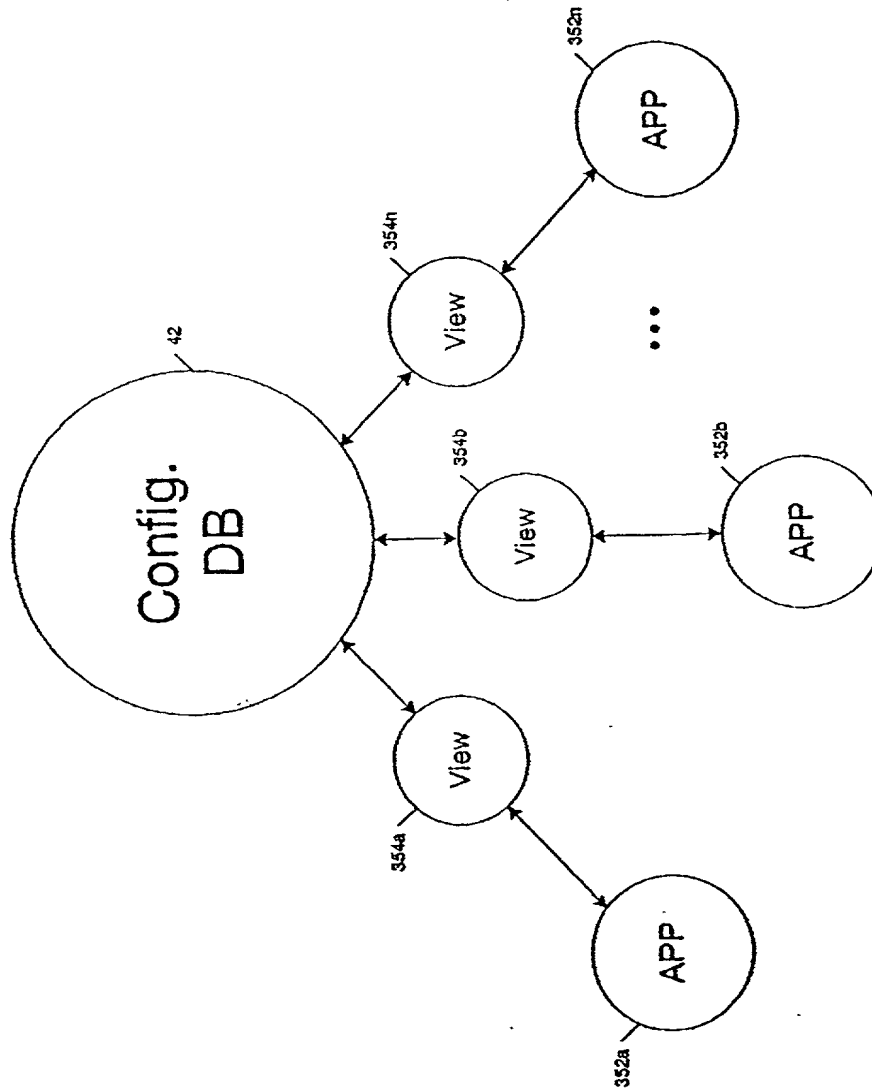 42
Config.
DB
354a
View
354b
View
354n
View
352a
APP
352b
APP
•••
352n
APP